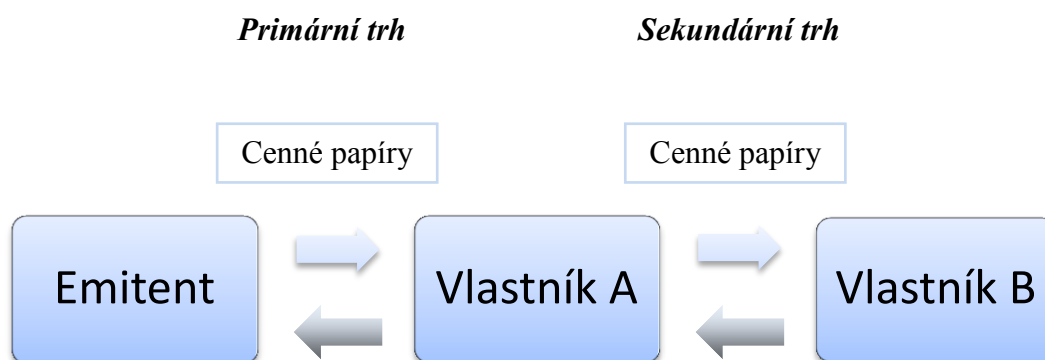 Primární trh
Sekundární trh
Cenné papíry
Cenné papíry
Emitent
Vlastník A
Vlastník B